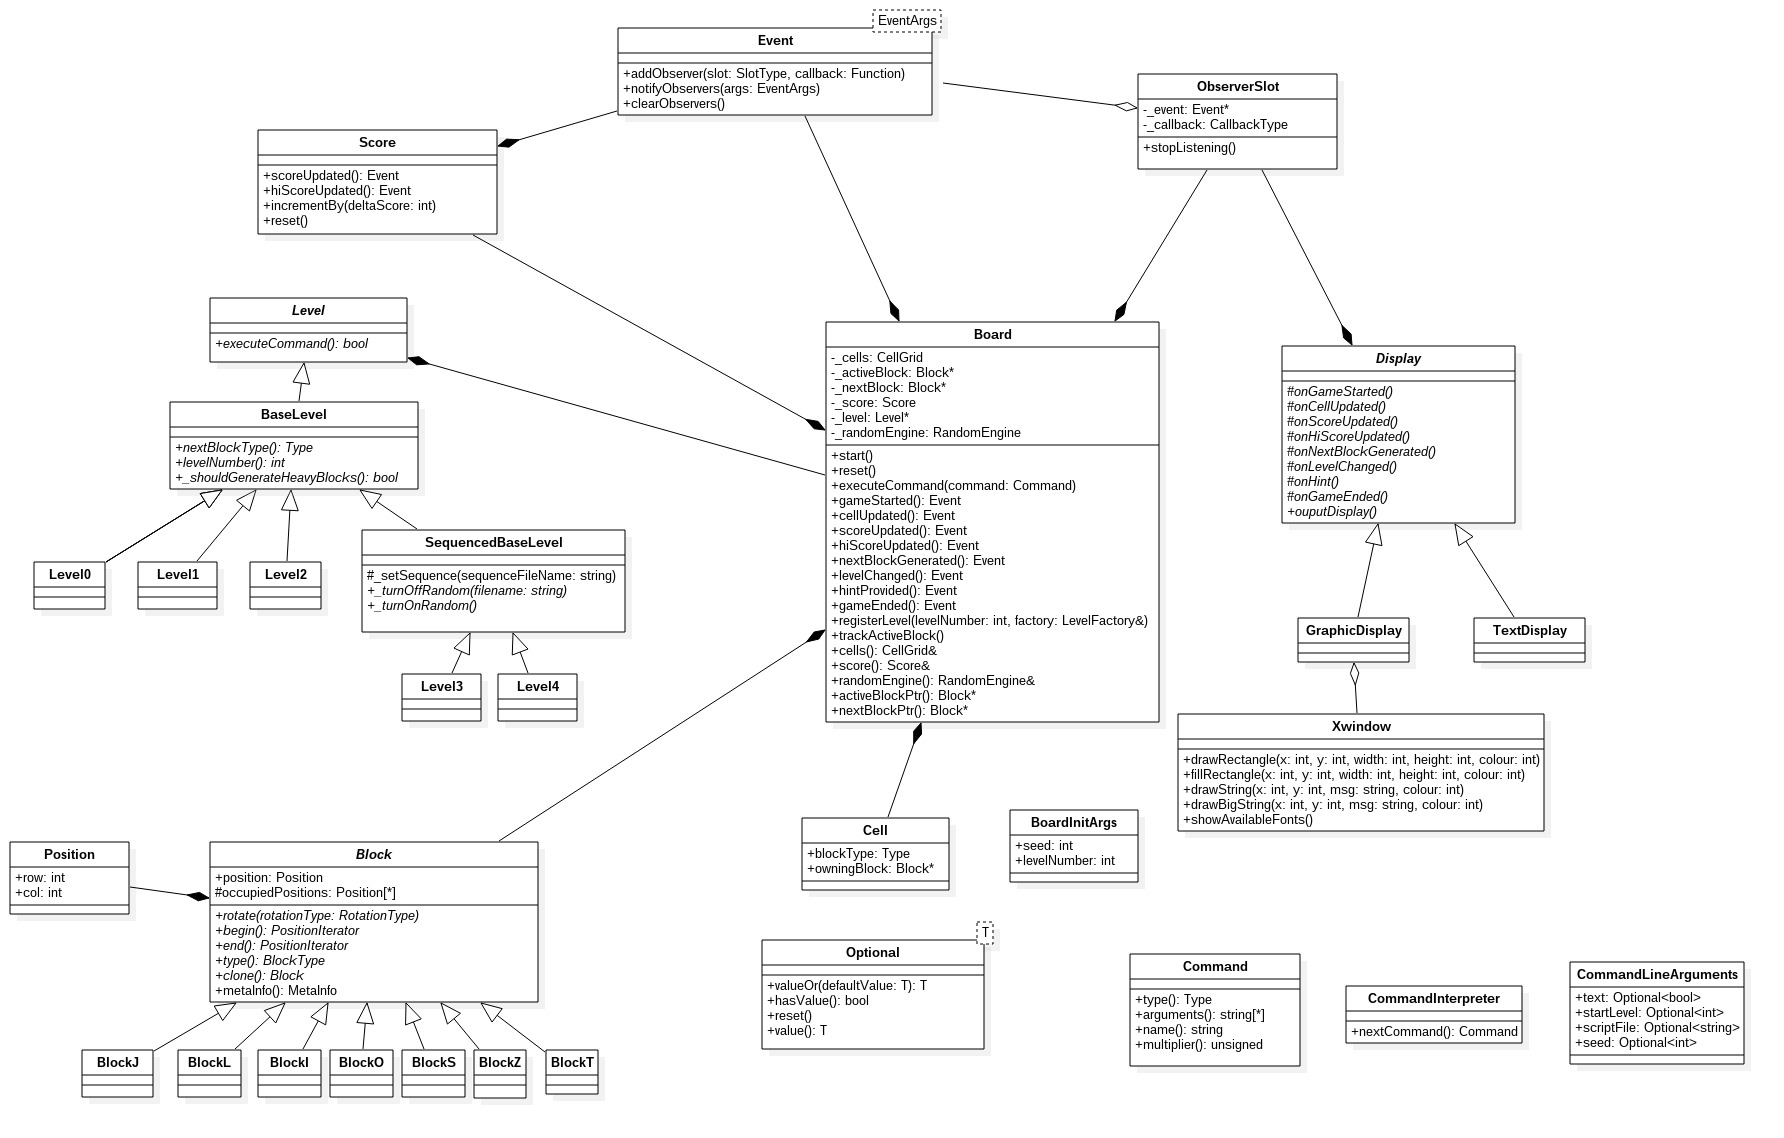 EventArgs
Event
+addObserver(slot: SlotType, callback: Function)
+notifyObservers(args: EventArgs)
+clearObservers()
ObserverSlot
-_event: Event*
-_callback: CallbackType
+stopListening()
Score
+scoreUpdated(): Event
+hiScoreUpdated(): Event
+incrementBy(deltaScore: int)
+reset()
Level
+executeCommand(): bool
BaseLevel
+nextBlockType(): Type
+levelNumber(): int
+_shouldGenerateHeavyBlocks(): bool
Level0
Level1
Level2
SequencedBaseLevel
#_setSequence(sequenceFileName: string)
+_turnOffRandom(filename: string)
+_turnOnRandom()
Level3
Level4
Board
-_cells: CellGrid
-_activeBlock: Block*
-_nextBlock: Block*
-_score: Score
-_level: Level*
-_randomEngine: RandomEngine
+start()
+reset()
+executeCommand(command: Command)
+gameStarted(): Event
+cellUpdated(): Event
+scoreUpdated(): Event
+hiScoreUpdated(): Event
+nextBlockGenerated(): Event
+levelChanged(): Event
+hintProvided(): Event
+gameEnded(): Event
+registerLevel(levelNumber: int, factory: LevelFactory&)
+trackActiveBlock()
+cells(): CellGrid&
+score(): Score&
+randomEngine(): RandomEngine&
+activeBlockPtr(): Block*
+nextBlockPtr(): Block*
Display
#onGameStarted()
#onCellUpdated()
#onScoreUpdated()
#onHiScoreUpdated()
#onNextBlockGenerated()
#onLevelChanged()
#onHint()
#onGameEnded()
+ouputDisplay()
GraphicDisplay
TextDisplay
Xwindow
+drawRectangle(x: int, y: int, width: int, height: int, colour: int)
+fillRectangle(x: int, y: int, width: int, height: int, colour: int)
+drawString(x: int, y: int, msg: string, colour: int)
+drawBigString(x: int, y: int, msg: string, colour: int)
+showAvailableFonts()
Position
+row: int
+col: int
Block
+position: Position
#occupiedPositions: Position[*]
+rotate(rotationType: RotationType)
+begin(): PositionIterator
+end(): PositionIterator
+type(): BlockType
+clone(): Block
+metaInfo(): MetaInfo
BlockJ
BlockL
BlockI
BlockO
BlockS
BlockZ
BlockT
Cell
+blockType: Type
+owningBlock: Block*
BoardInitArgs
+seed: int
+levelNumber: int
T
Optional
+valueOr(defaultValue: T): T
+hasValue(): bool
+reset()
+value(): T
Command
+type(): Type
+arguments(): string[*]
+name(): string
+multiplier(): unsigned
CommandInterpreter
+nextCommand(): Command
CommandLineArguments
+text: Optional<bool>
+startLevel: Optional<int>
+scriptFile: Optional<string>
+seed: Optional<int>